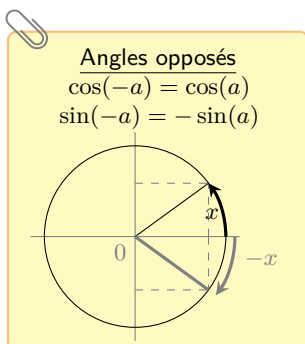 Angles opposés
cos(−a) = cos(a)
sin(−a) = − sin(a)
x
0
−x